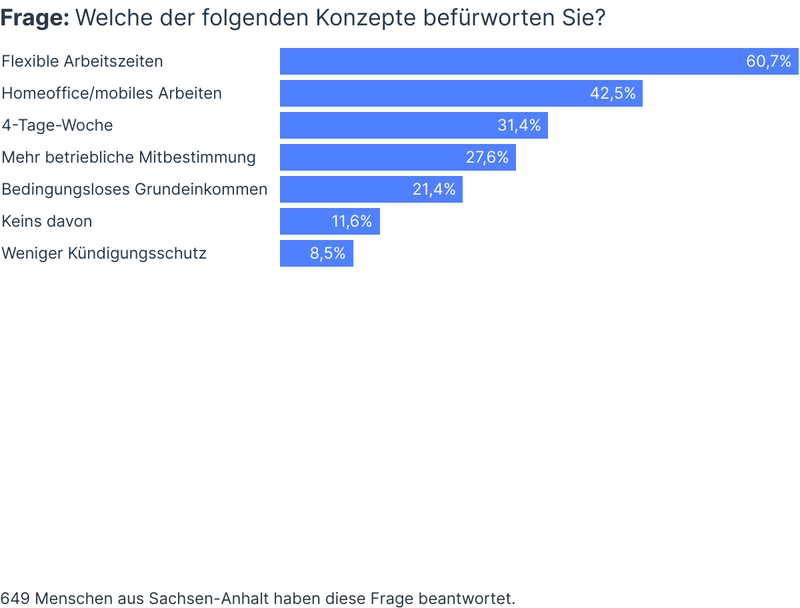 Frage: Welche der folgenden Konzepte befürworten Sie?
Flexible Arbeitszeiten 60,7%
Homeoffice/mobiles Arbeiten 42,5%
4-Tage-Woche 31,4%
Mehr betriebliche Mitbestimmung 27,6%
Bedingungsloses Grundeinkommen 21,4%
Keins davon 11,6%
Weniger Kündigungsschutz 8,5%
649 Menschen aus Sachsen-Anhalt haben diese Frage beantwortet.